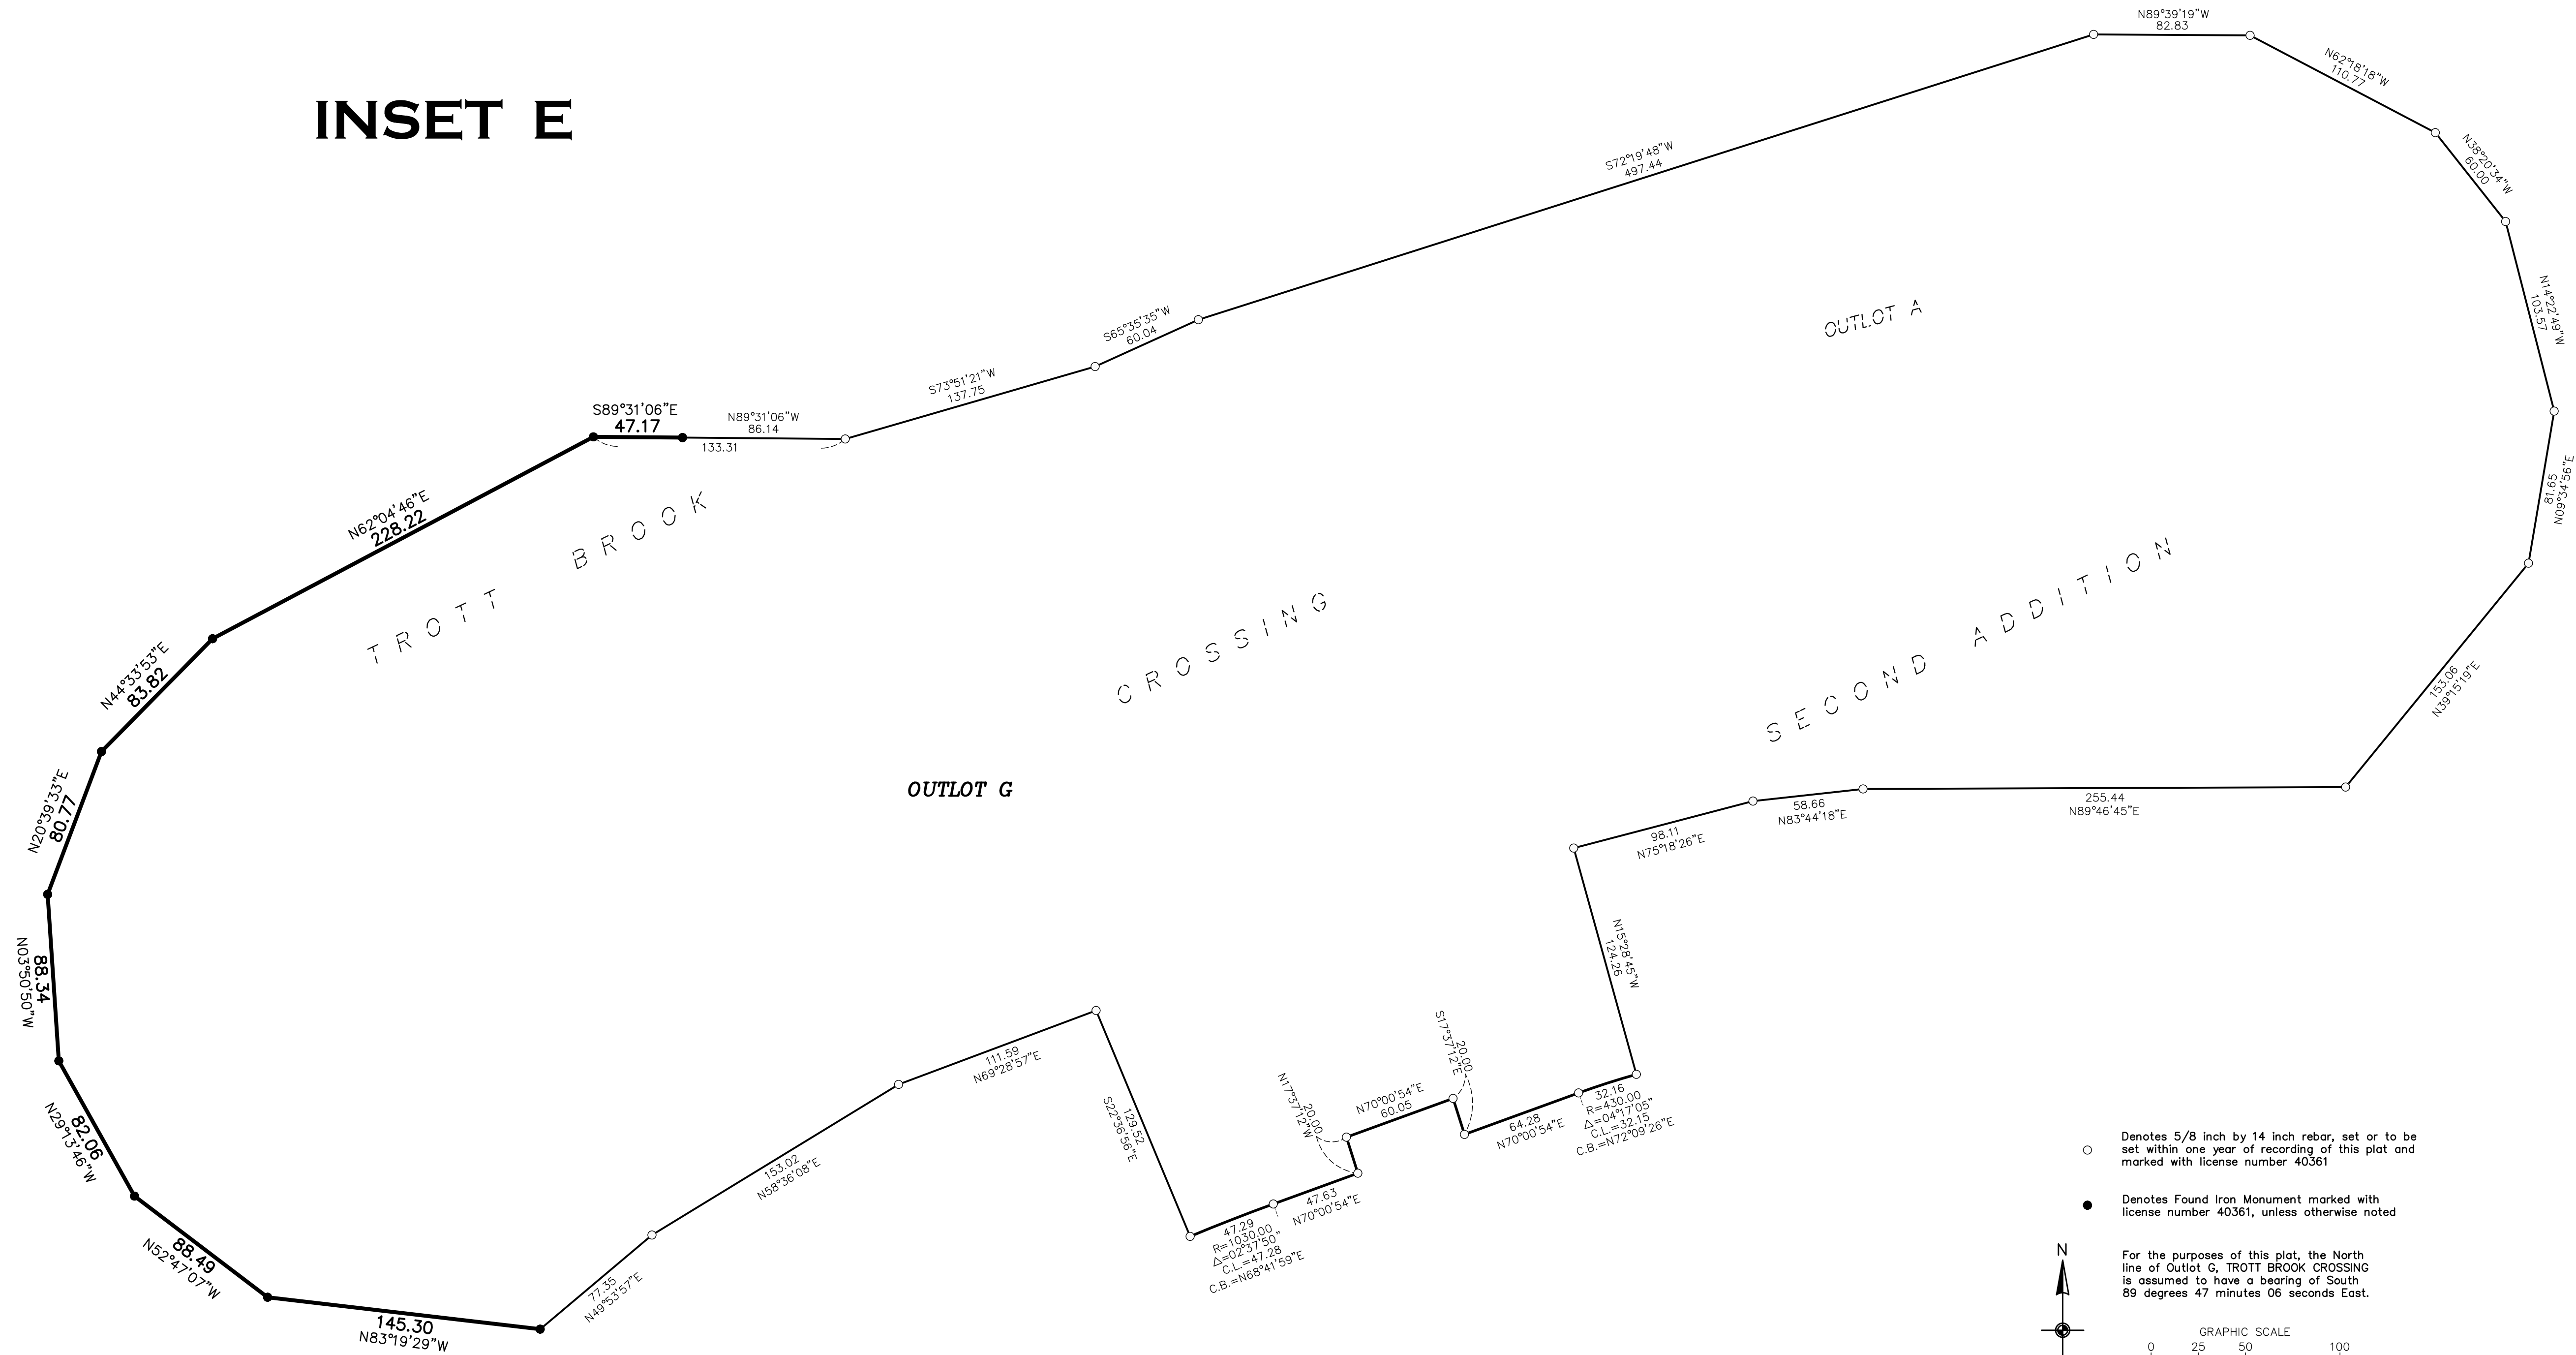 INSET E
N89°39'19"W
82.83
N62°18'18"W
110.77
N38°20'34"W
60.00
N14°22'49"W
103.57
81.65
N09°34'56"E
153.06
N39°15'19"E
S72°19'48"W
497.44
OUTLOT A
S65°35'35"W
60.04
S73°51'21"W
137.75
S89°31'06"E
47.17
N89°31'06"W
86.14
133.31
N62°04'46"E
228.22
TROTT BROOK
CROSSING
SECOND ADDITION
N44°33'53"E
83.82
N20°39'33"E
80.77
OUTLOT G
255.44
N89°46'45"E
58.66
N83°44'18"E
98.11
N75°18'26"E
N15°28'45"W
124.26
88.34
N03°50'50"W
82.06
N29°13'46"W
88.49
N52°47'07"W
145.30
N83°19'29"W
77.35
N49°53'57"E
153.02
N58°36'08"E
111.59
N69°28'57"E
129.52
S22°36'56"E
47.29
R=1030.00
Δ=02°37'50"
C.L.=47.28
C.B.=N68°41'59"E
47.63
N70°00'54"E
20.00
N17°37'12"W
N70°00'54"E
60.05
20.00
S17°37'12"E
64.28
N70°00'54"E
32.16
R=430.00
Δ=04°17'05"
C.L.=32.15
C.B.=N72°09'26"E
Denotes 5/8 inch by 14 inch rebar, set or to be
set within one year of recording of this plat and
marked with license number 40361
Denotes Found Iron Monument marked with
license number 40361, unless otherwise noted
N
For the purposes of this plat, the North
line of Outlot G, TROTT BROOK CROSSING
is assumed to have a bearing of South
89 degrees 47 minutes 06 seconds East.
GRAPHIC SCALE
0 25 50 100